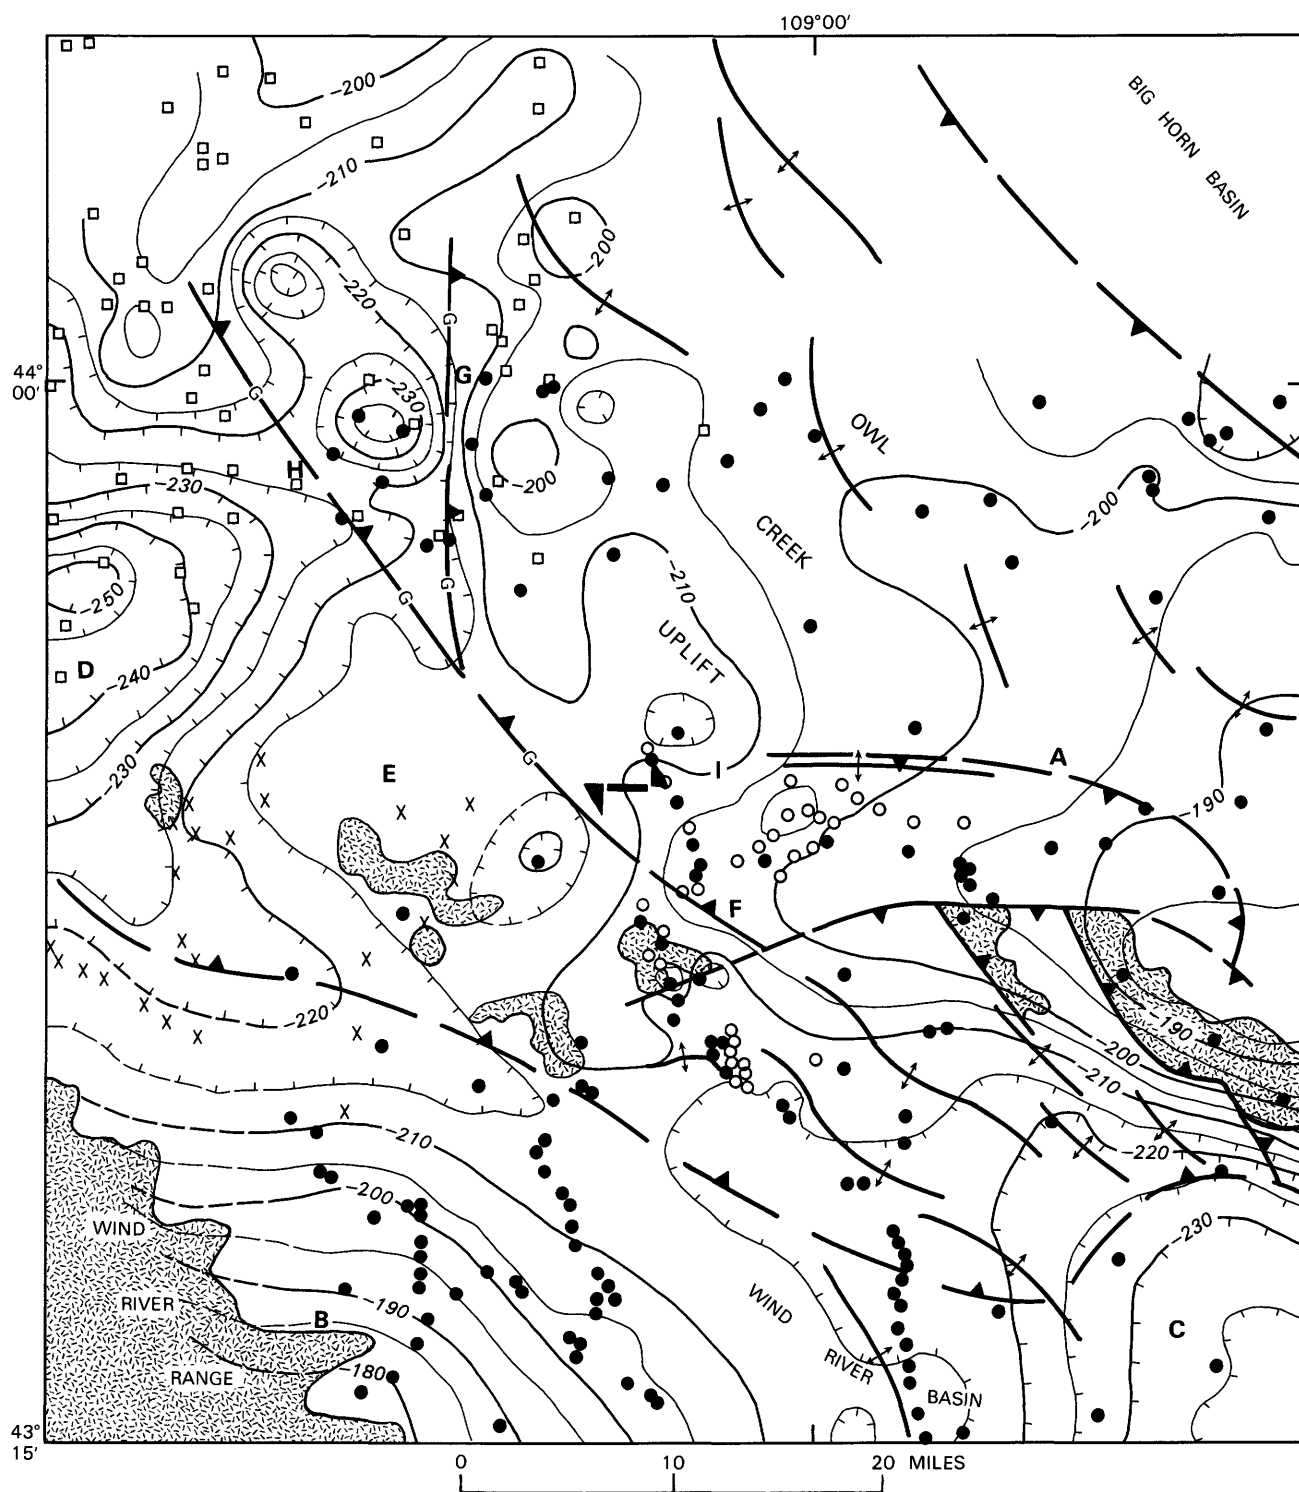 109°00'
BIG HORN BASIN
-200
-210
-200
-220
G
44°
00'
G
-230
G
OWL
H
-200
-230
-200
CREEK
G
G
-250
-210
UPLIFT
D
-240
-230
E
I
A
G
-190
F
-220
-190
-200
-210
-210
-220
-200
WIND
-230
RIVER
-190
B
WIND
C
RANGE
-180
RIVER
BASIN
43°
15'
0 10 20 MILES